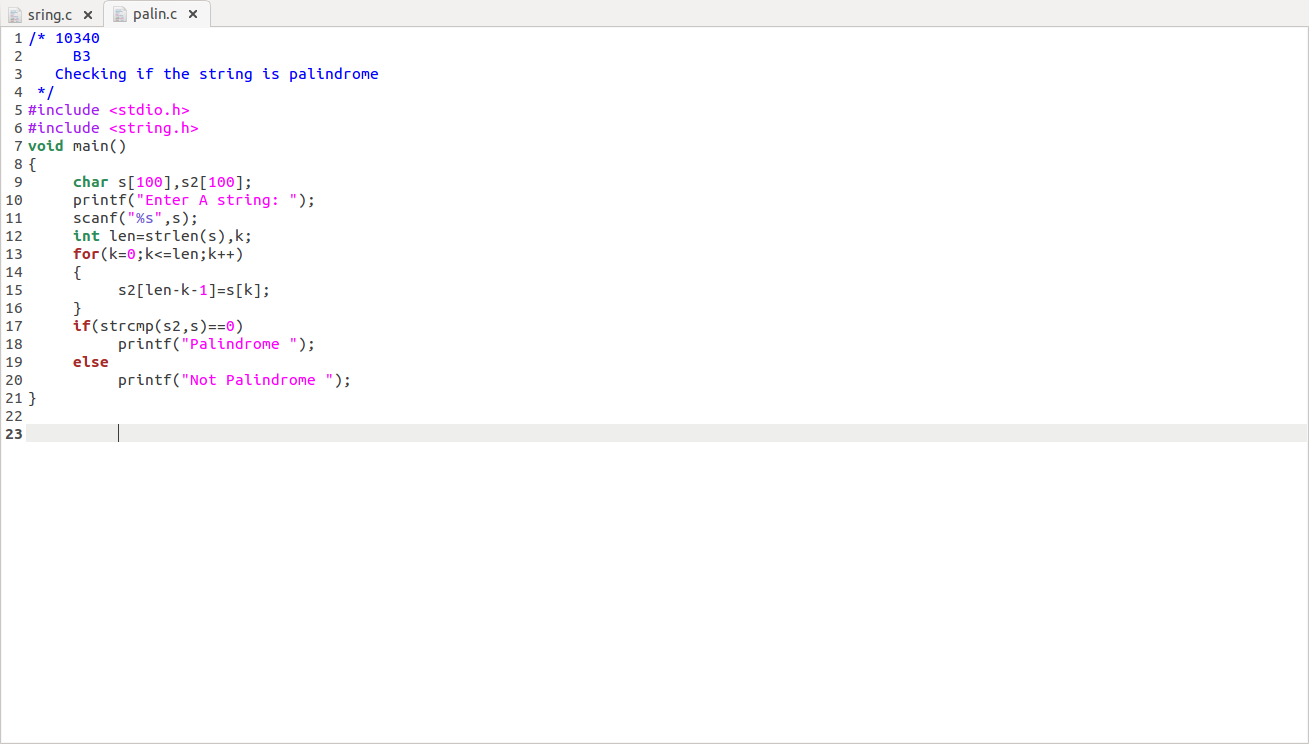 sring.c × palin.c ×
1 /* 10340
2      B3
3    Checking if the string is palindrome
4  */
5 #include <stdio.h>
6 #include <string.h>
7 void main()
8 {
9      char s[100],s2[100];
10      printf("Enter A string: ");
11      scanf("%s",s);
12      int len=strlen(s),k;
13      for(k=0;k<=len;k++)
14      {
15           s2[len-k-1]=s[k];
16      }
17      if(strcmp(s2,s)==0)
18           printf("Palindrome ");
19      else
20           printf("Not Palindrome ");
21 }
22
23